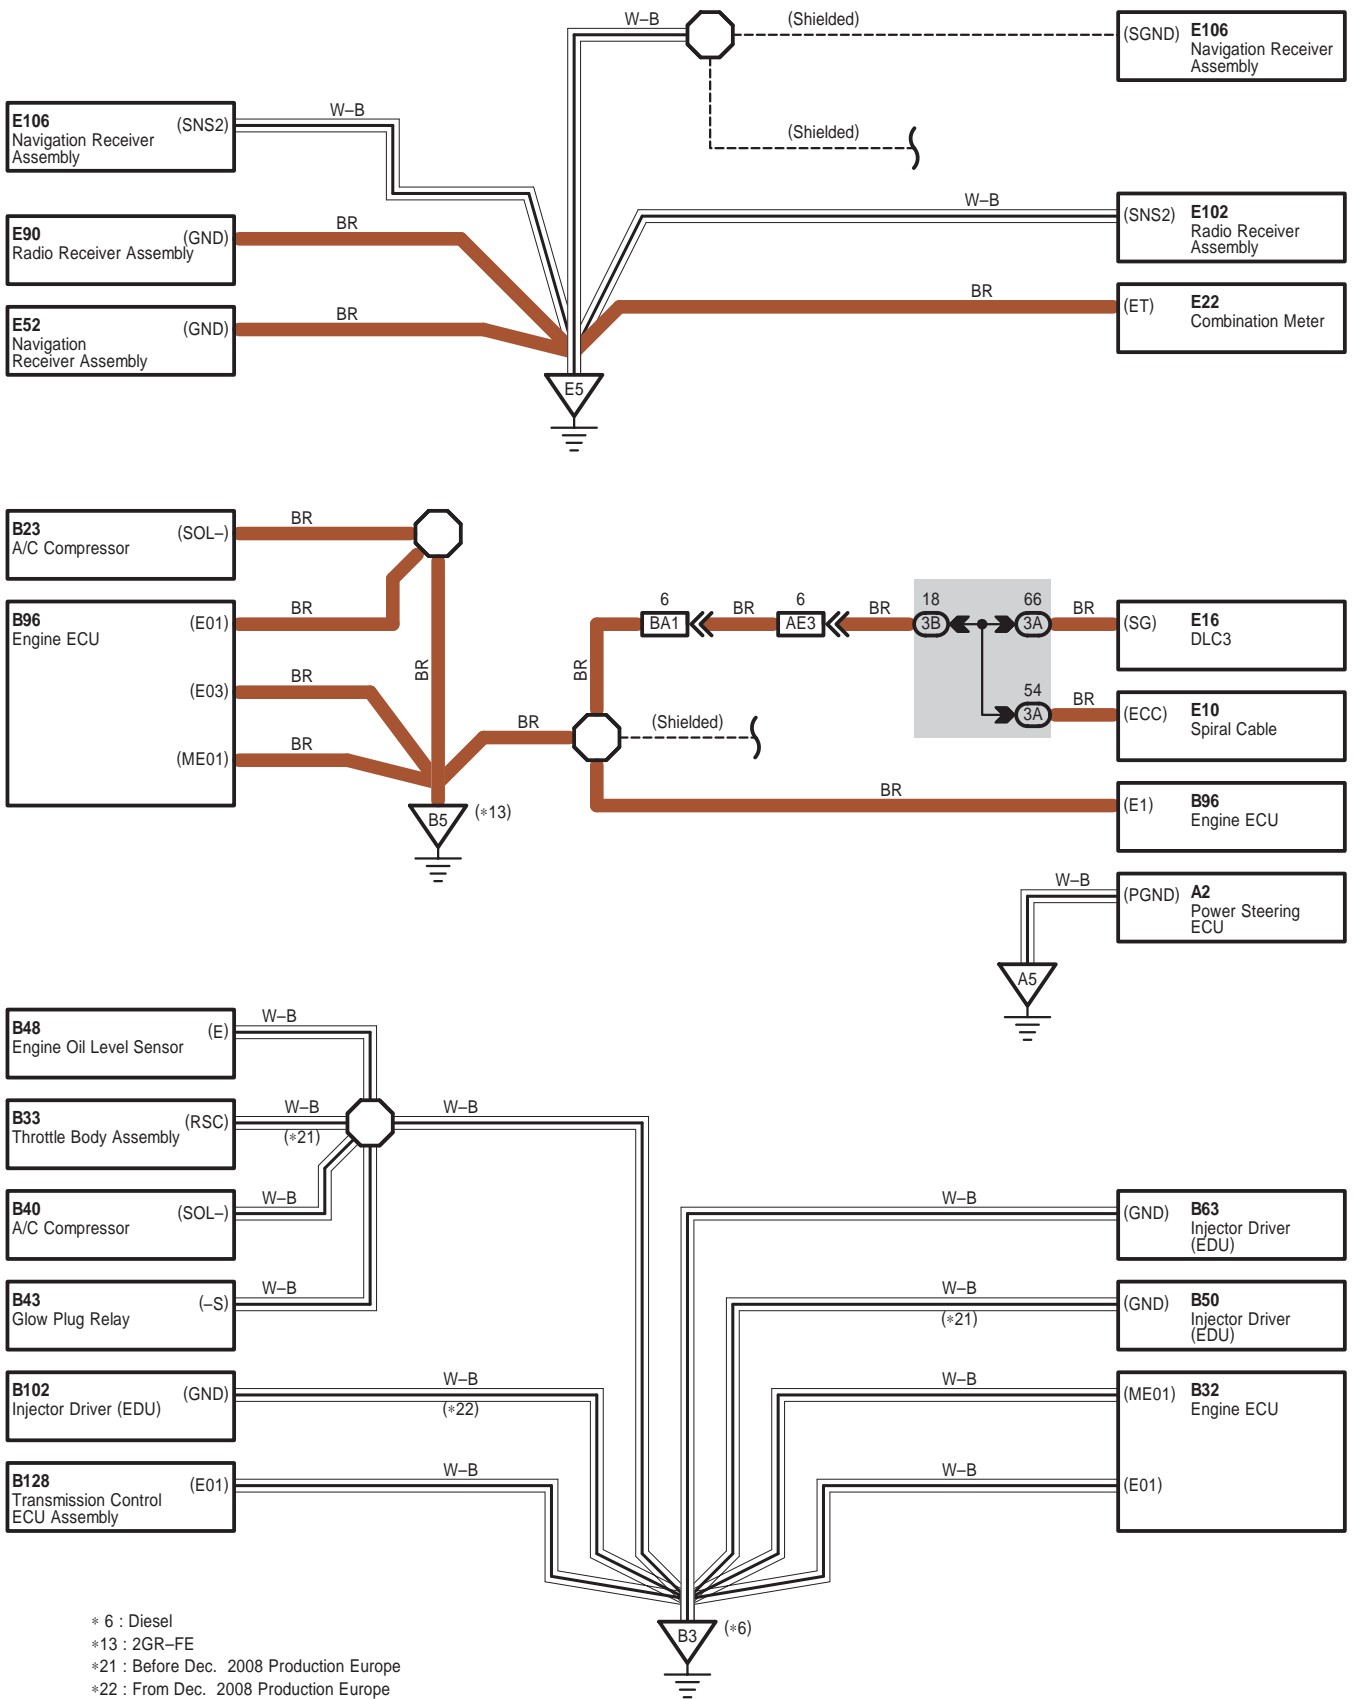 W–B
(Shielded)
(SGND) E106
Navigation Receiver
Assembly
E106 (SNS2)
Navigation Receiver
Assembly
W–B
(Shielded)
E90 (GND)
Radio Receiver Assembly
BR
W–B
(SNS2) E102
Radio Receiver
Assembly
E52 (GND)
Navigation
Receiver Assembly
BR
BR
(ET) E22
Combination Meter
E5
B23 (SOL–)
A/C Compressor
BR
B96 (E01)
Engine ECU
BR
(E03)
BR
(ME01)
BR
BR
BR
BR
6
BA1
BR
6
AE3
BR
18
3B
66
3A
BR
(SG) E16
DLC3
54
3A
BR
(ECC) E10
Spiral Cable
(Shielded)
BR
(E1) B96
Engine ECU
B5 (*13)
W–B
(PGND) A2
Power Steering
ECU
A5
B48 (E)
Engine Oil Level Sensor
W–B
B33 (RSC)
Throttle Body Assembly
W–B
(*21)
W–B
B40 (SOL–)
A/C Compressor
W–B
B43 (–S)
Glow Plug Relay
W–B
B102 (GND)
Injector Driver (EDU)
W–B
(*22)
B128 (E01)
Transmission Control
ECU Assembly
W–B
W–B
(GND) B63
Injector Driver
(EDU)
W–B
(*21)
(GND) B50
Injector Driver
(EDU)
W–B
(ME01) B32
Engine ECU
W–B
(E01)
B3 (*6)
* 6 : Diesel
*13 : 2GR–FE
*21 : Before Dec. 2008 Production Europe
*22 : From Dec. 2008 Production Europe